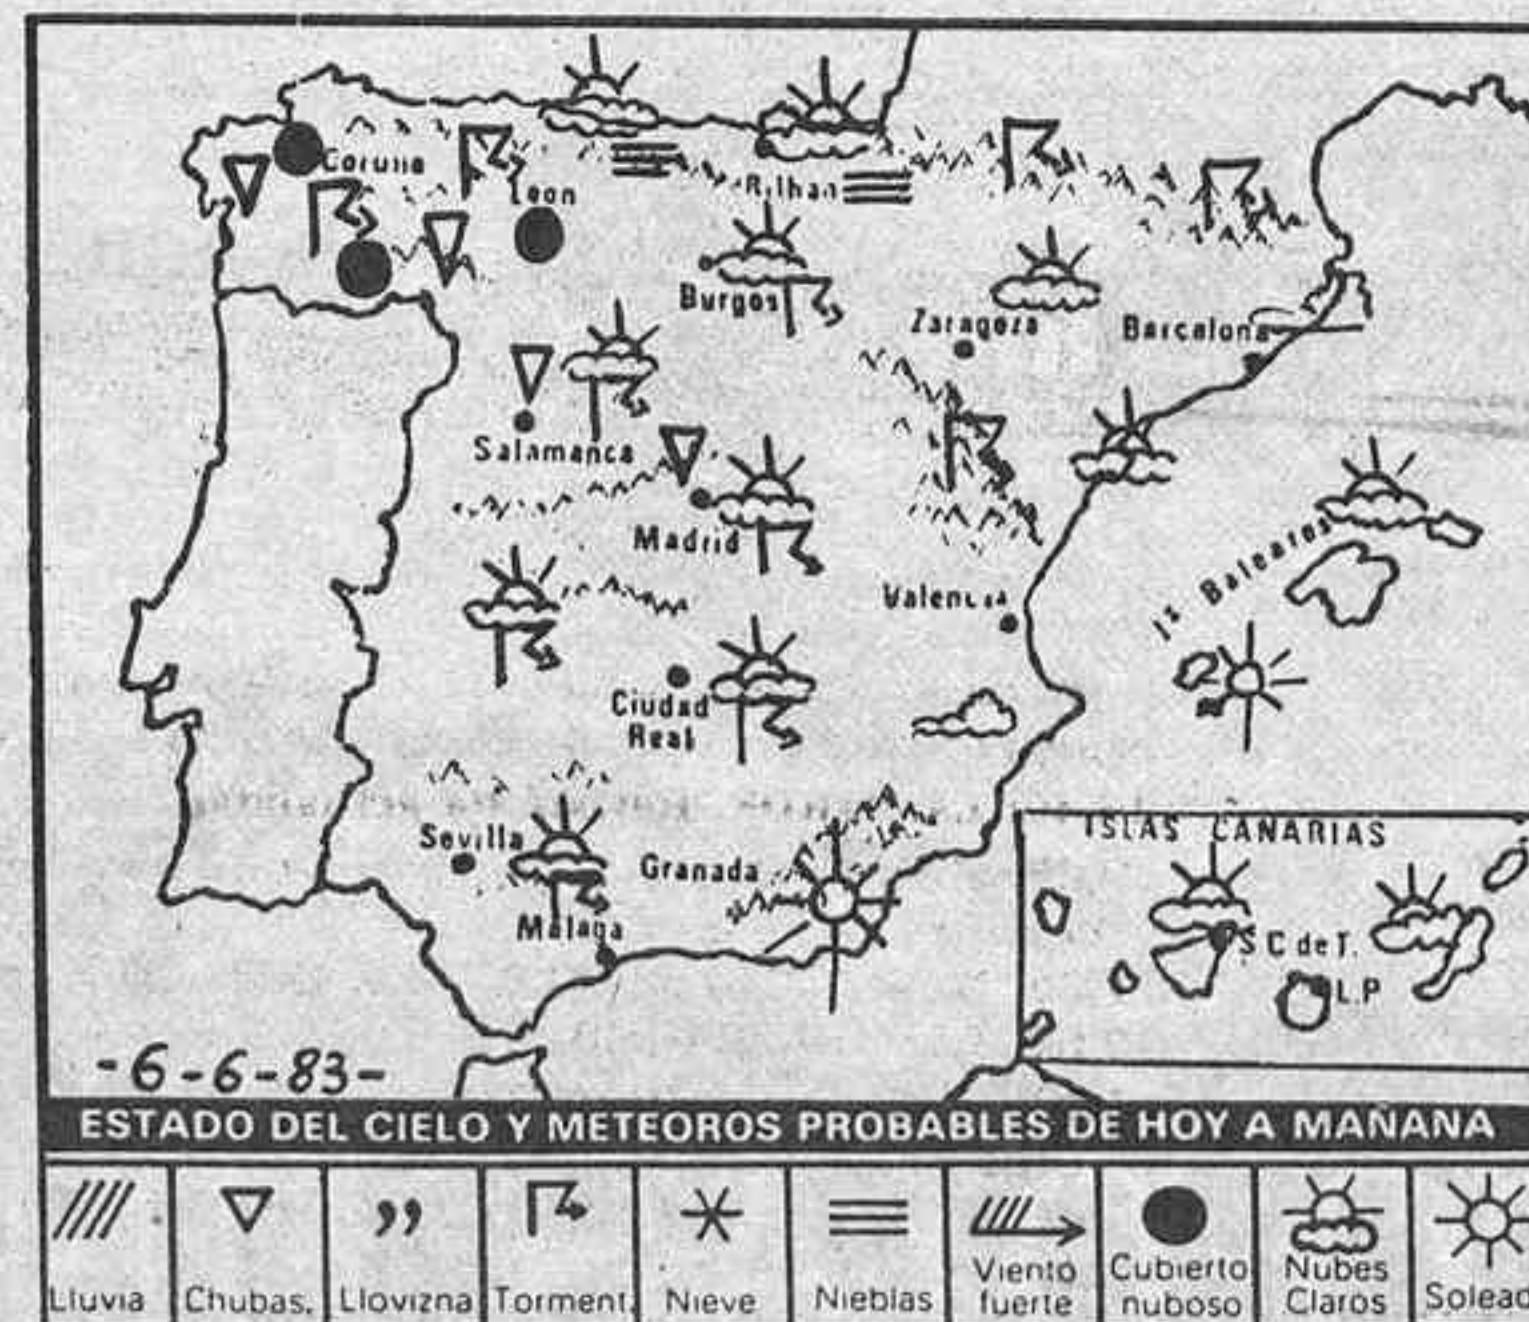 Coruña
Leon
Bilbao
Burgos
Zaragoza
Barcelona
Salamanca
Madrid
Is Baleares
Valencia
Ciudad
Real
Sevilla
Granada
Malaga
ISLAS CANARIAS
S C de T.
L.P
-6-6-83-
ESTADO DEL CIELO Y METEOROS PROBABLES DE HOY A MAÑANA
Lluvia
Chubas.
Llovizna
Torment.
Nieve
Nieblas
Viento
fuerte
Cubierto
nuboso
Nubes
Claros
Solead